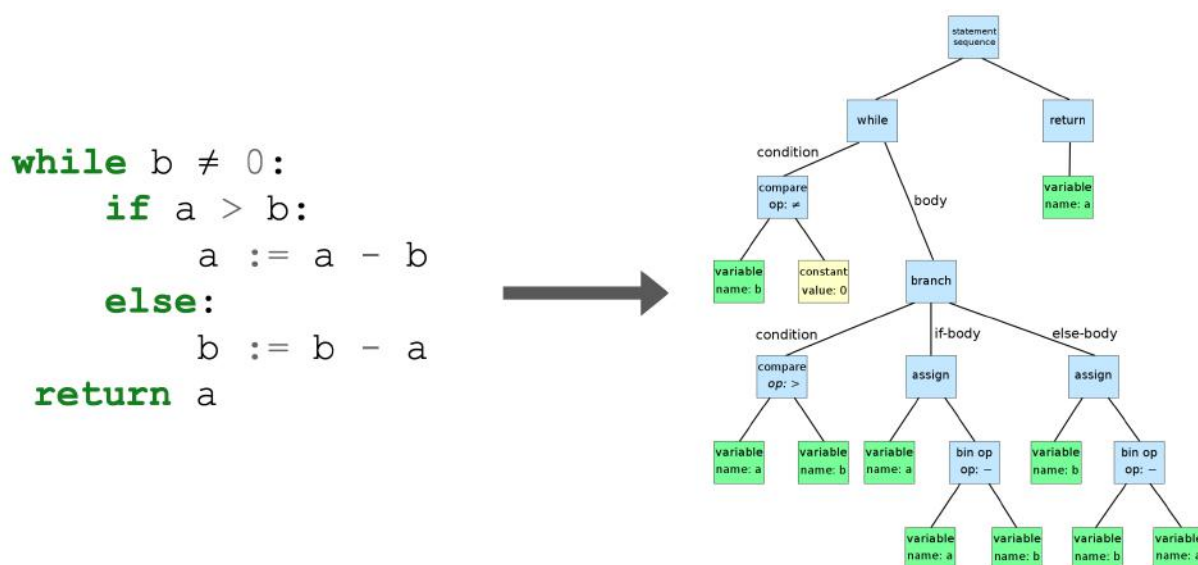 while b ≠ 0:
if a > b:
a := a - b
else:
b := b - a
return a
statement
sequence
while
return
condition
body
compare
op: ≠
variable
name: a
variable
name: b
constant
value: 0
branch
condition
if-body
else-body
compare
op: >
assign
assign
variable
name: a
variable
name: b
variable
name: a
bin op
op: −
variable
name: b
bin op
op: −
variable
name: a
variable
name: b
variable
name: b
variable
name: a